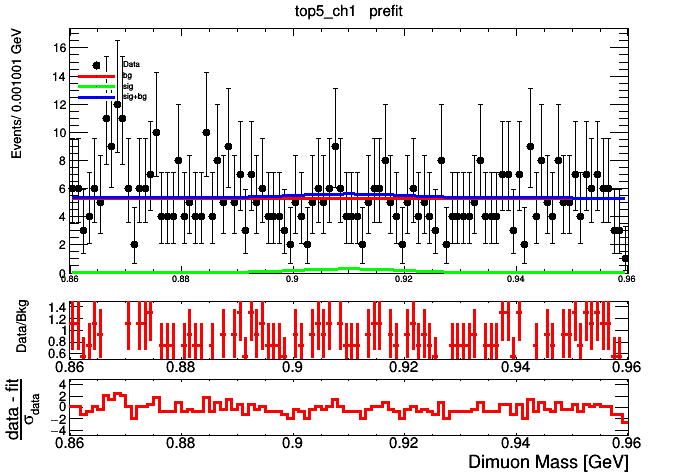 top5_ch1 prefit
Events/ 0.001001 GeV
16
14
12
10
8
6
4
2
0
Data
bg
sig
sig+bg
0.86 0.88 0.9 0.92 0.94 0.96
Data/Bkg
1.4
1.2
1
0.8
0.6
0.86 0.88 0.9 0.92 0.94 0.96
data - fit
σdata
4
2
0
−2
−4
0.86 0.88 0.9 0.92 0.94 0.96
Dimuon Mass [GeV]